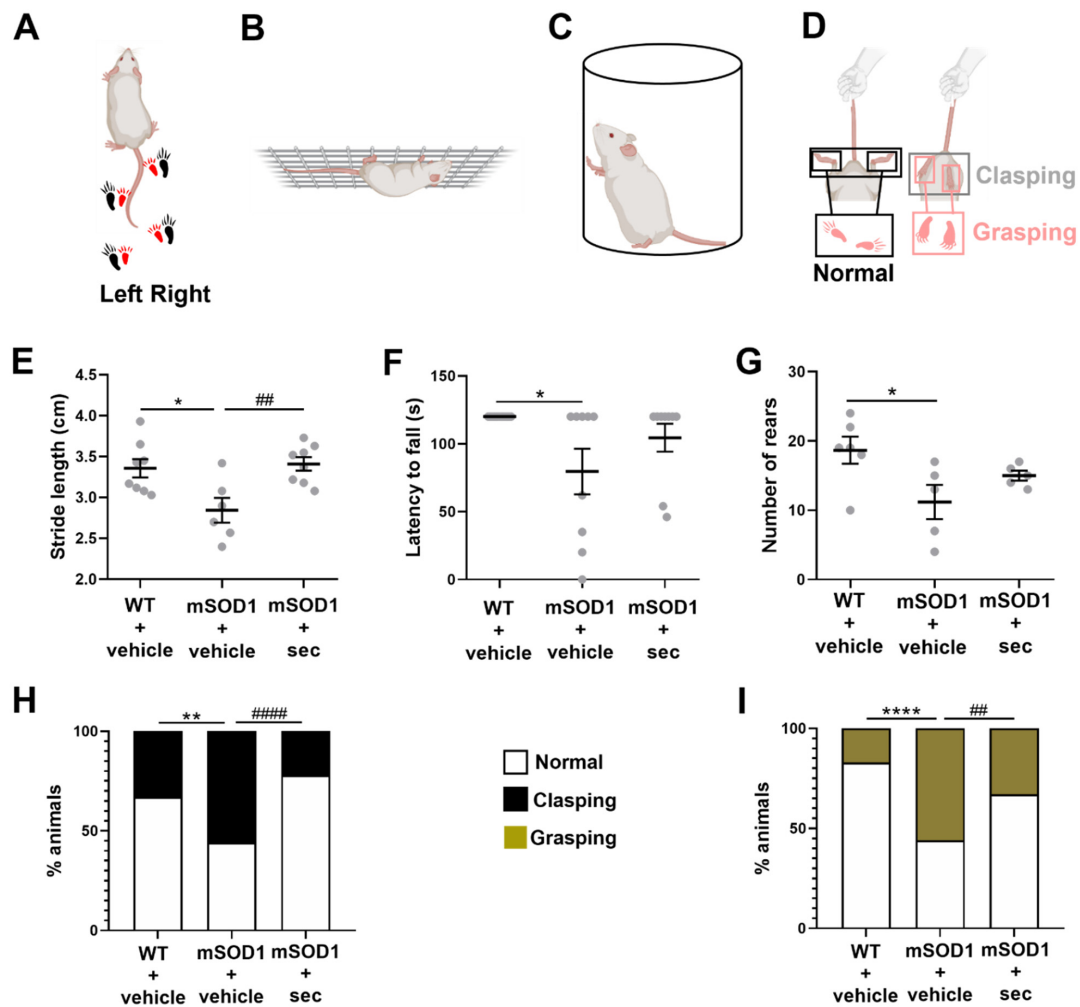 A
B
C
D
Left Right
Clasping
Grasping
Normal
E
Stride length (cm)
4.5
4.0
3.5
3.0
2.5
2.0
*
##
WT
+
vehicle
mSOD1
+
vehicle
mSOD1
+
sec
F
Latency to fall (s)
150
100
50
0
*
WT
+
vehicle
mSOD1
+
vehicle
mSOD1
+
sec
G
Number of rears
30
20
10
0
*
WT
+
vehicle
mSOD1
+
vehicle
mSOD1
+
sec
H
% animals
100
50
0
**
####
WT
+
vehicle
mSOD1
+
vehicle
mSOD1
+
sec
Normal
Clasping
Grasping
I
% animals
100
50
0
****
##
WT
+
vehicle
mSOD1
+
vehicle
mSOD1
+
sec